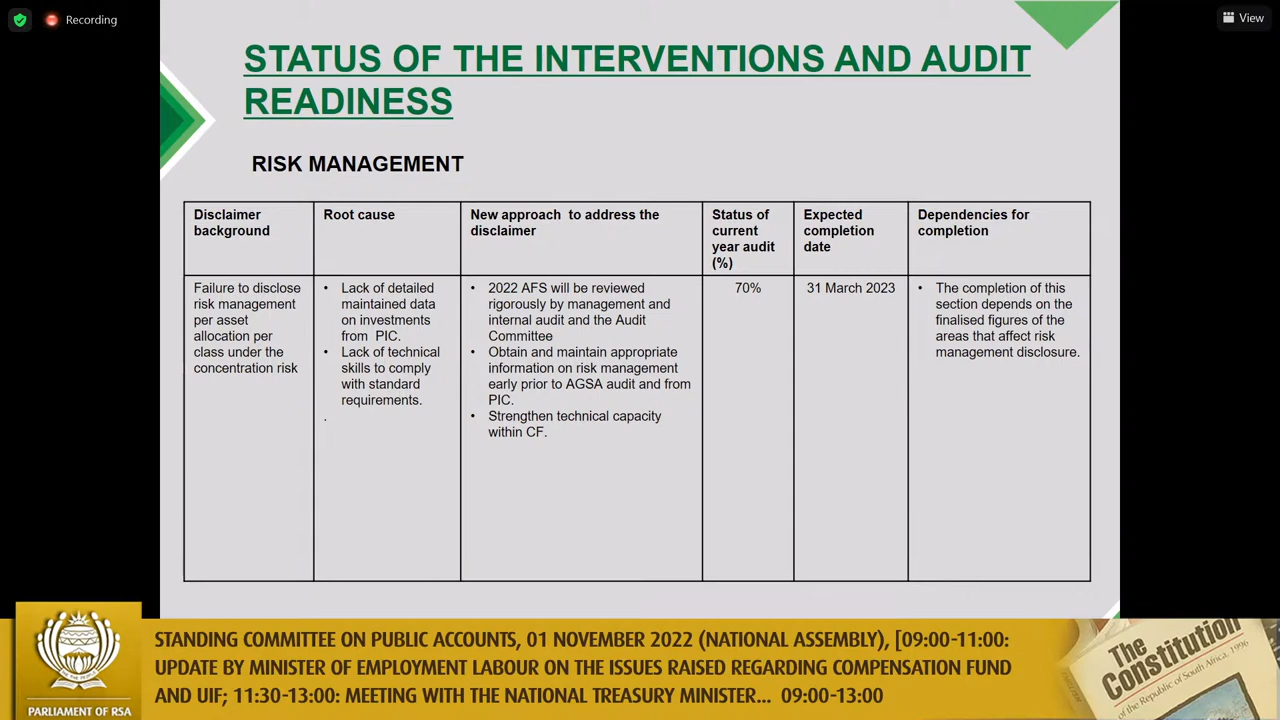 Recording
View
STATUS OF THE INTERVENTIONS AND AUDIT
READINESS
RISK MANAGEMENT
Disclaimer
background
Root cause
New approach to address the
disclaimer
Status of
current
year audit
(%)
Expected
completion
date
Dependencies for
completion
Failure to disclose
risk management
per asset
allocation per
class under the
concentration risk
• Lack of detailed
maintained data
on investments
from PIC.
• Lack of technical
skills to comply
with standard
requirements.
.
• 2022 AFS will be reviewed
rigorously by management and
internal audit and the Audit
Committee
• Obtain and maintain appropriate
information on risk management
early prior to AGSA audit and from
PIC.
• Strengthen technical capacity
within CF.
70%
31 March 2023
• The completion of this
section depends on the
finalised figures of the
areas that affect risk
management disclosure.
PARLIAMENT OF RSA
STANDING COMMITTEE ON PUBLIC ACCOUNTS, 01 NOVEMBER 2022 (NATIONAL ASSEMBLY), [09:00-11:00:
UPDATE BY MINISTER OF EMPLOYMENT LABOUR ON THE ISSUES RAISED REGARDING COMPENSATION FUND
AND UIF; 11:30-13:00: MEETING WITH THE NATIONAL TREASURY MINISTER... 09:00-13:00
The
Constitution
of the Republic of South Africa, 1996